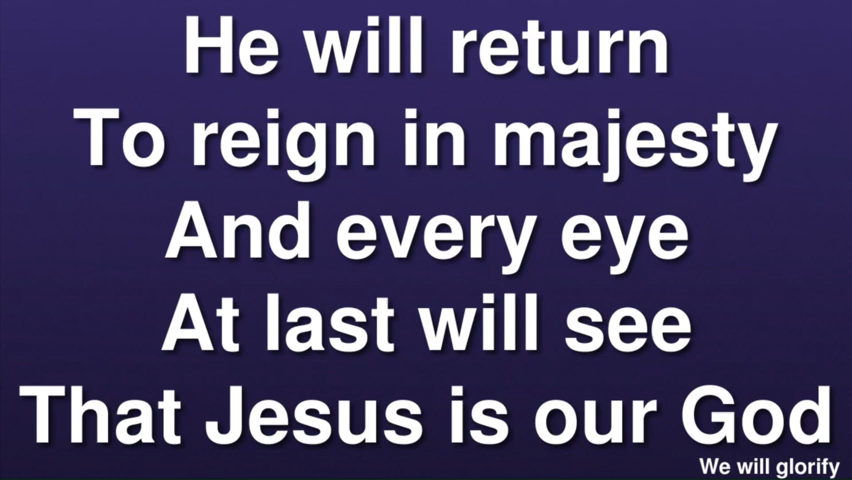 He will return
To reign in majesty
And every eye
At last will see
That Jesus is our God
We will glorify